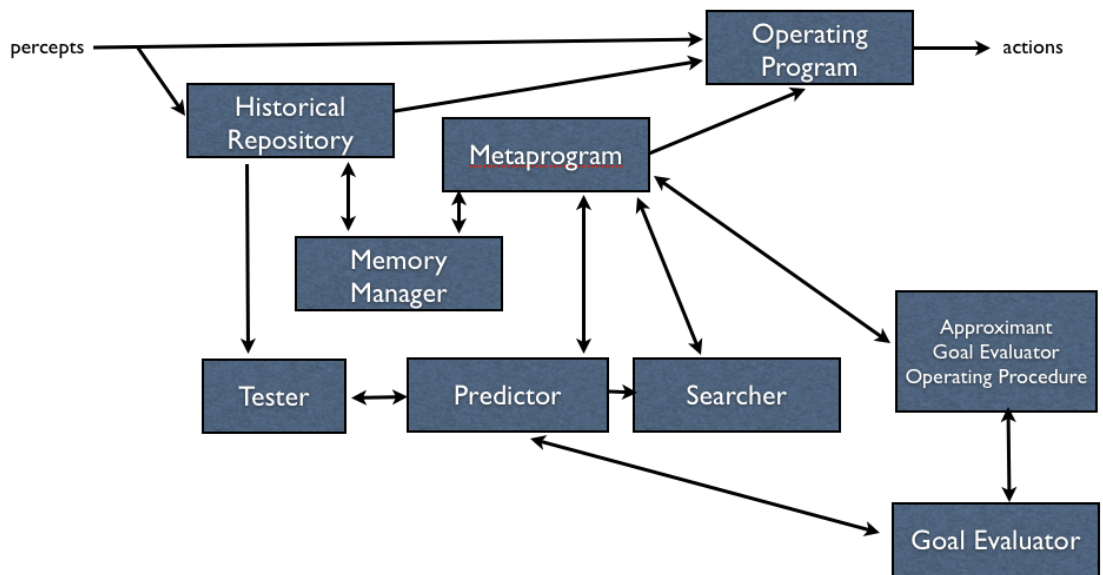 percepts
Operating
Program
actions
Historical
Repository
Metaprogram
Memory
Manager
Approximant
Goal Evaluator
Operating Procedure
Tester
Predictor
Searcher
Goal Evaluator